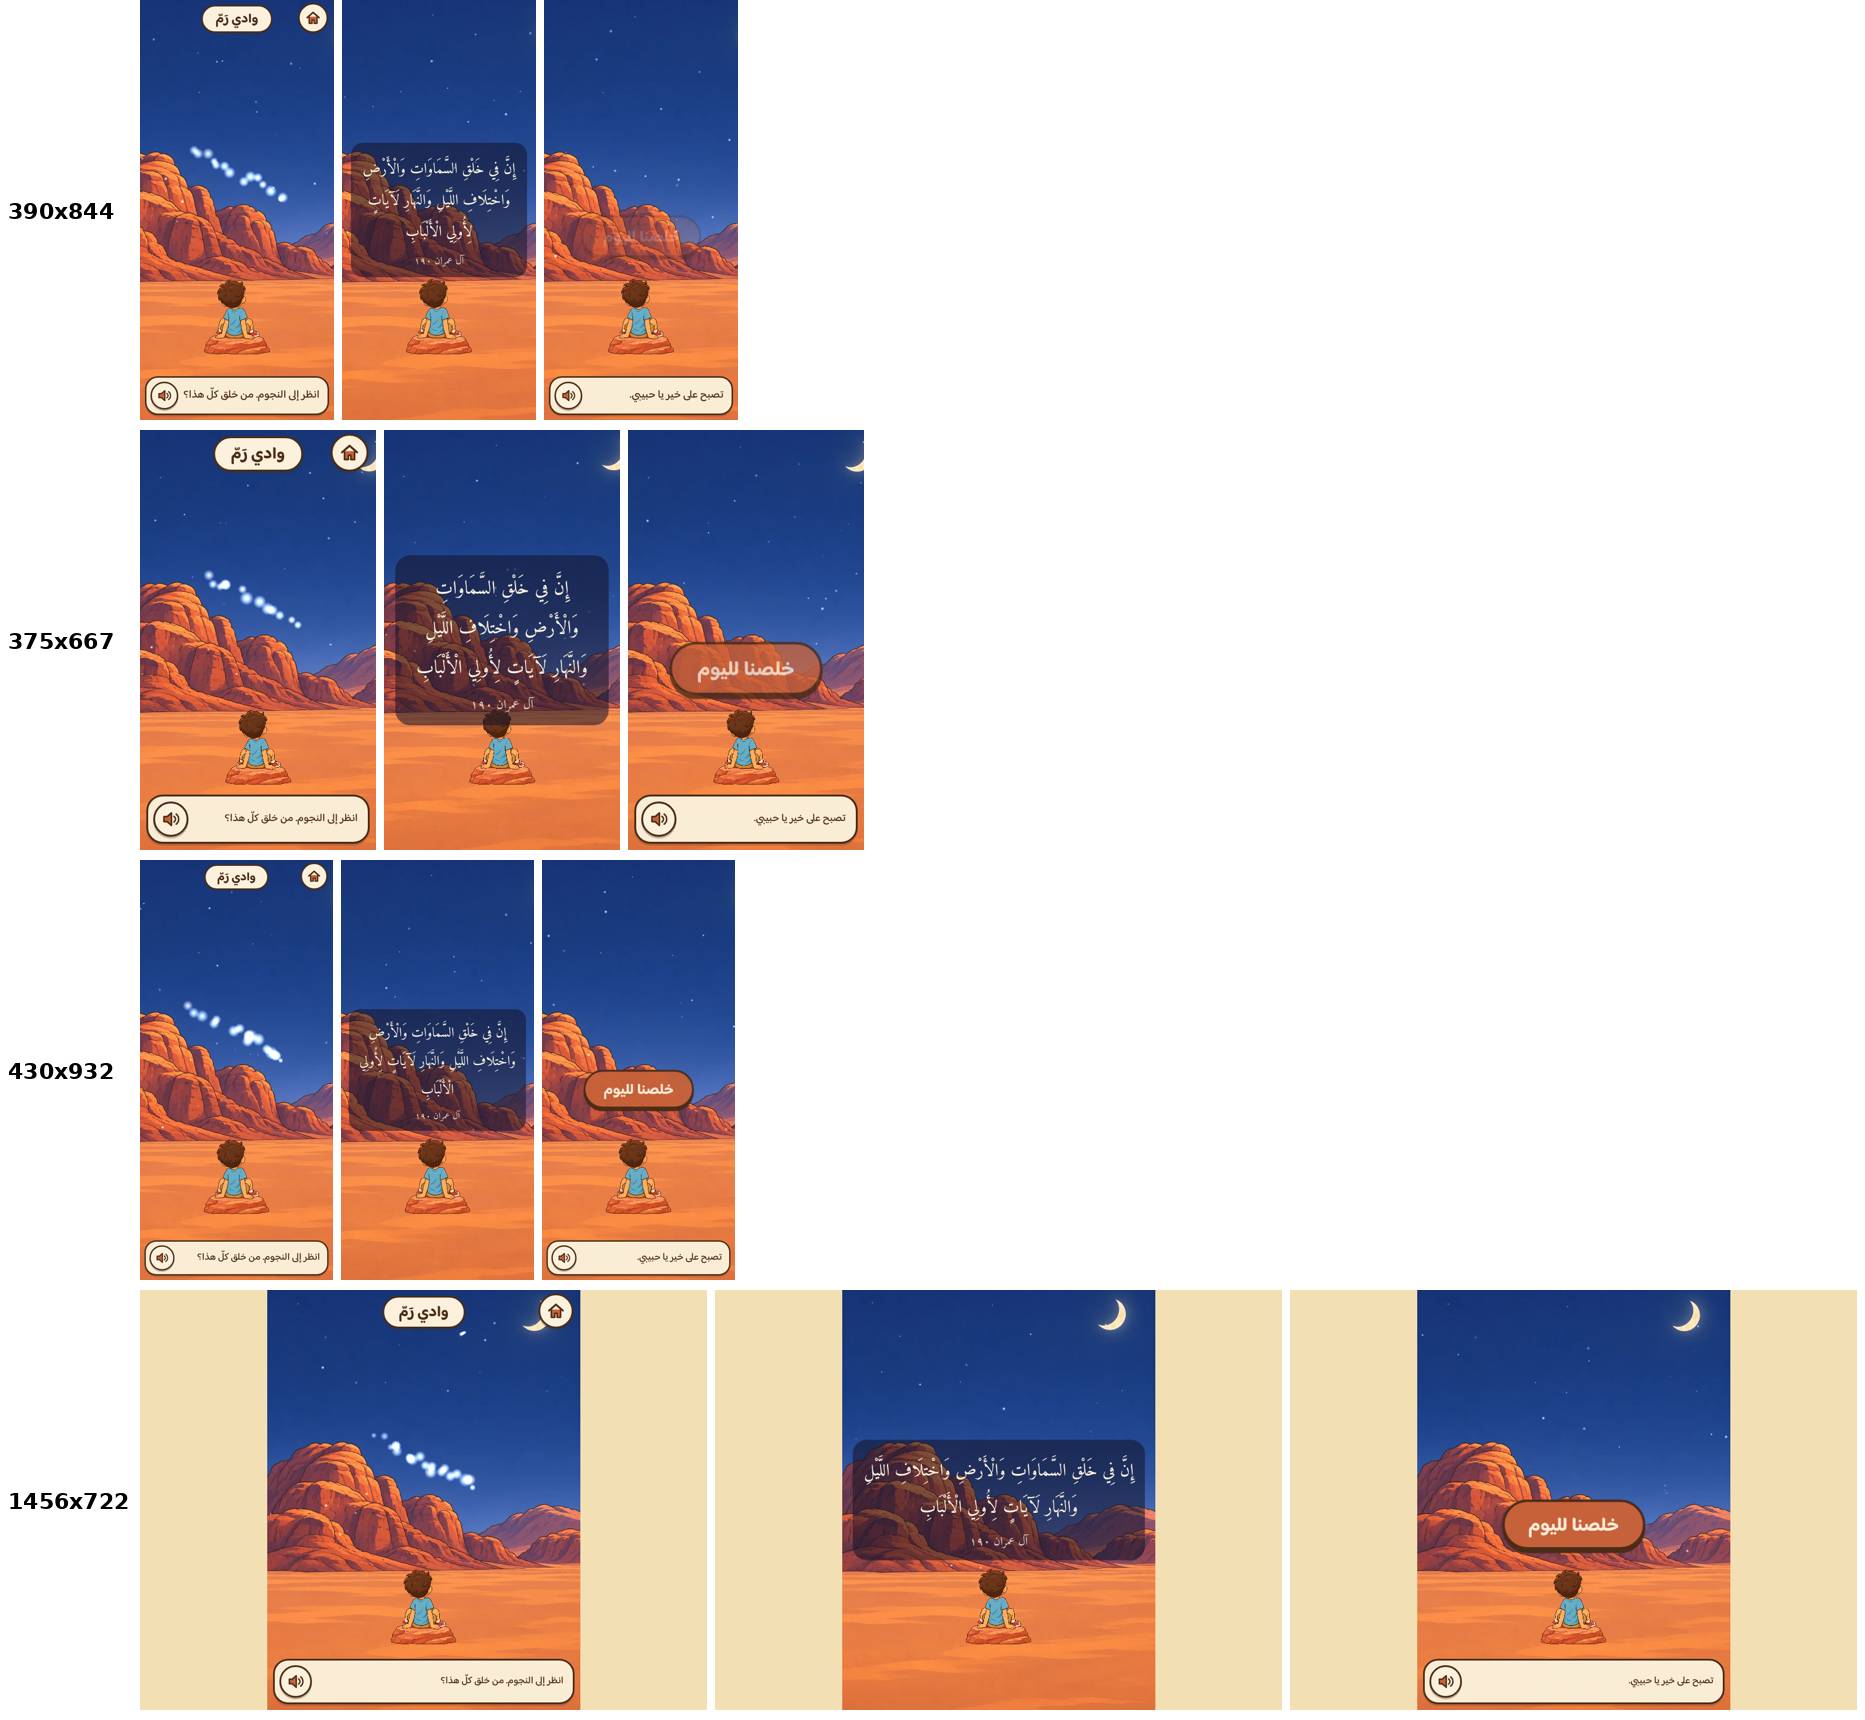 390x844
وادي رَمّ
انظر إلى النجوم. من خلق كلّ هذا؟
إِنَّ فِي خَلْقِ السَّمَاوَاتِ وَالْأَرْضِ
وَاخْتِلَافِ اللَّيْلِ وَالنَّهَارِ لَآيَاتٍ
لِأُولِي الْأَلْبَابِ
آل عمران ١٩٠
خلصنا لليوم
تصبح على خير يا حبيبي.
375x667
وادي رَمّ
انظر إلى النجوم. من خلق كلّ هذا؟
إِنَّ فِي خَلْقِ السَّمَاوَاتِ
وَالْأَرْضِ وَاخْتِلَافِ اللَّيْلِ
وَالنَّهَارِ لَآيَاتٍ لِأُولِي الْأَلْبَابِ
آل عمران ١٩٠
خلصنا لليوم
تصبح على خير يا حبيبي.
430x932
وادي رَمّ
انظر إلى النجوم. من خلق كلّ هذا؟
إِنَّ فِي خَلْقِ السَّمَاوَاتِ وَالْأَرْضِ
وَاخْتِلَافِ اللَّيْلِ وَالنَّهَارِ لَآيَاتٍ لِأُولِي
الْأَلْبَابِ
آل عمران ١٩٠
خلصنا لليوم
تصبح على خير يا حبيبي.
1456x722
وادي رَمّ
انظر إلى النجوم. من خلق كلّ هذا؟
إِنَّ فِي خَلْقِ السَّمَاوَاتِ وَالْأَرْضِ وَاخْتِلَافِ اللَّيْلِ
وَالنَّهَارِ لَآيَاتٍ لِأُولِي الْأَلْبَابِ
آل عمران ١٩٠
خلصنا لليوم
تصبح على خير يا حبيبي.